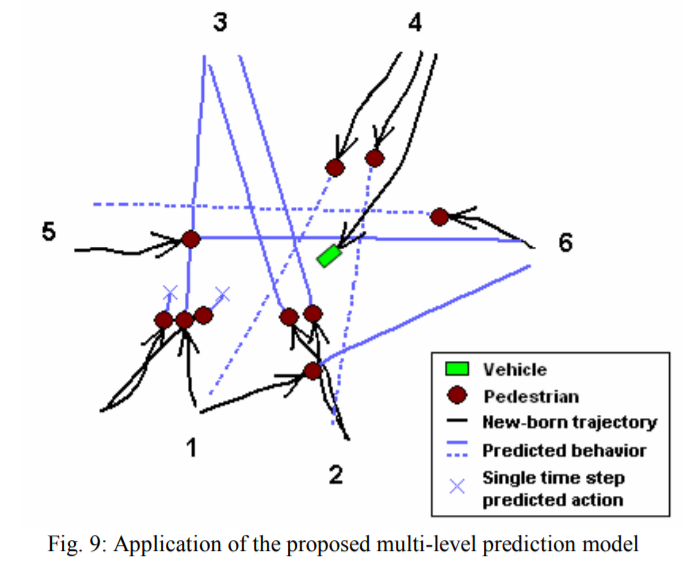 3
4
5
6
1
2
Vehicle
Pedestrian
New-born trajectory
Predicted behavior
Single time step
predicted action
Fig. 9: Application of the proposed multi-level prediction model